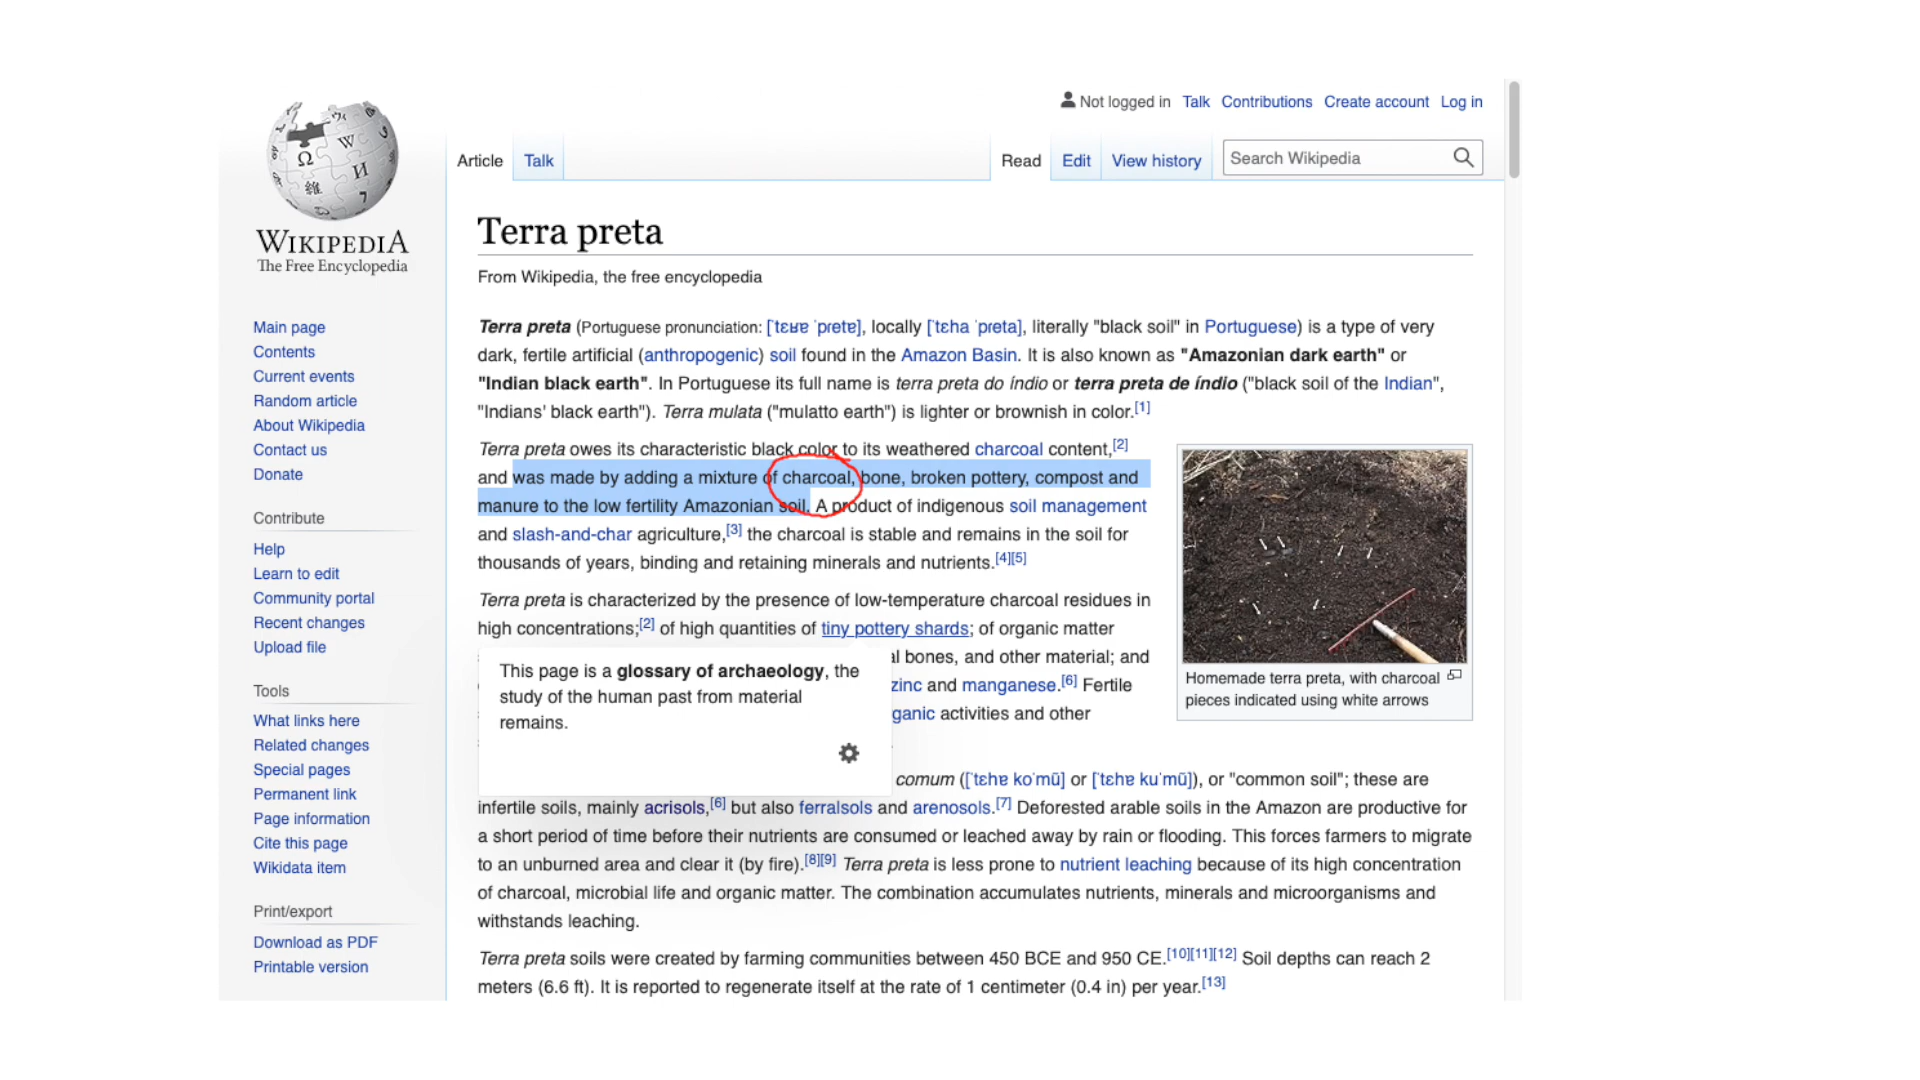 Not logged in Talk Contributions Create account Log in
Article Talk Read Edit View history Search Wikipedia
WIKIPEDIA
The Free Encyclopedia
Main page
Contents
Current events
Random article
About Wikipedia
Contact us
Donate
Contribute
Help
Learn to edit
Community portal
Recent changes
Upload file
Tools
What links here
Related changes
Special pages
Permanent link
Page information
Cite this page
Wikidata item
Print/export
Download as PDF
Printable version
Terra preta
From Wikipedia, the free encyclopedia
Terra preta (Portuguese pronunciation: [ˈtɛʁɐ ˈpretɐ], locally [ˈtɛha ˈpreta], literally "black soil" in Portuguese) is a type of very
dark, fertile artificial (anthropogenic) soil found in the Amazon Basin. It is also known as "Amazonian dark earth" or
"Indian black earth". In Portuguese its full name is terra preta do índio or terra preta de índio ("black soil of the Indian",
"Indians' black earth"). Terra mulata ("mulatto earth") is lighter or brownish in color.[1]
Terra preta owes its characteristic black color to its weathered charcoal content,[2]
and was made by adding a mixture of charcoal, bone, broken pottery, compost and
manure to the low fertility Amazonian soil. A product of indigenous soil management
and slash-and-char agriculture,[3] the charcoal is stable and remains in the soil for
thousands of years, binding and retaining minerals and nutrients.[4][5]
Terra preta is characterized by the presence of low-temperature charcoal residues in
high concentrations;[2] of high quantities of tiny pottery shards; of organic matter
al bones, and other material; and
zinc and manganese.[6] Fertile
ganic activities and other
This page is a glossary of archaeology, the
study of the human past from material
remains.
Homemade terra preta, with charcoal
pieces indicated using white arrows
comum ([ˈtɛhɐ koˈmũ] or [ˈtɛhɐ kuˈmũ]), or "common soil"; these are
infertile soils, mainly acrisols,[6] but also ferralsols and arenosols.[7] Deforested arable soils in the Amazon are productive for
a short period of time before their nutrients are consumed or leached away by rain or flooding. This forces farmers to migrate
to an unburned area and clear it (by fire).[8][9] Terra preta is less prone to nutrient leaching because of its high concentration
of charcoal, microbial life and organic matter. The combination accumulates nutrients, minerals and microorganisms and
withstands leaching.
Terra preta soils were created by farming communities between 450 BCE and 950 CE.[10][11][12] Soil depths can reach 2
meters (6.6 ft). It is reported to regenerate itself at the rate of 1 centimeter (0.4 in) per year.[13]